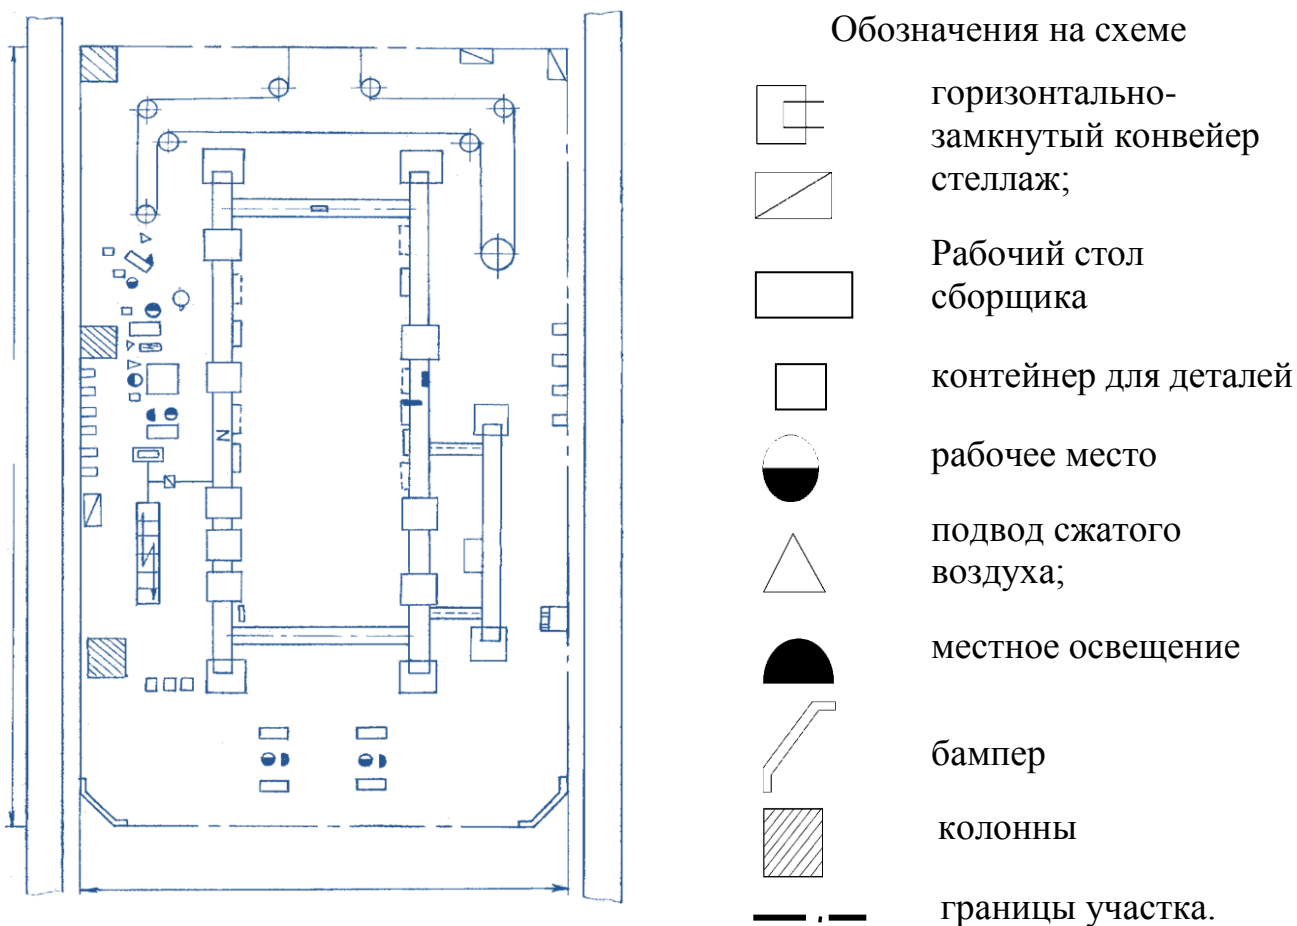 Обозначения на схеме
горизонтально-
замкнутый конвейер
стеллаж;
Рабочий стол
сборщика
контейнер для деталей
рабочее место
подвод сжатого
воздуха;
местное освещение
бампер
колонны
границы участка.